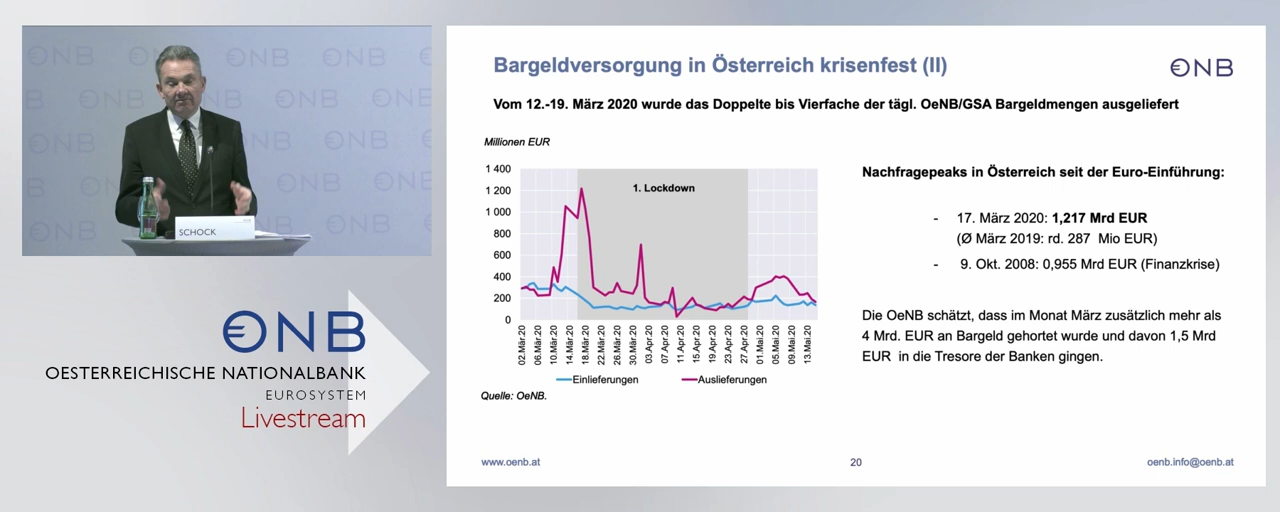 ONB
SCHOCK
€NB
OESTERREICHISCHE NATIONALBANK
EUROSYSTEM
Livestream
Bargeldversorgung in Österreich krisenfest (II)
€NB
Vom 12.-19. März 2020 wurde das Doppelte bis Vierfache der tägl. OeNB/GSA Bargeldmengen ausgeliefert
Millionen EUR
1 400
1 200
1 000
800
600
400
200
0
1. Lockdown
02.Mär.20
06.Mär.20
10.Mär.20
14.Mär.20
18.Mär.20
22.Mär.20
26.Mär.20
30.Mär.20
03.Apr.20
07.Apr.20
11.Apr.20
15.Apr.20
19.Apr.20
23.Apr.20
27.Apr.20
01.Mai.20
05.Mai.20
09.Mai.20
13.Mai.20
Einlieferungen Auslieferungen
Quelle: OeNB.
Nachfragepeaks in Österreich seit der Euro-Einführung:
- 17. März 2020: 1,217 Mrd EUR
(Ø März 2019: rd. 287 Mio EUR)
- 9. Okt. 2008: 0,955 Mrd EUR (Finanzkrise)
Die OeNB schätzt, dass im Monat März zusätzlich mehr als
4 Mrd. EUR an Bargeld gehortet wurde und davon 1,5 Mrd
EUR in die Tresore der Banken gingen.
www.oenb.at
20
oenb.info@oenb.at